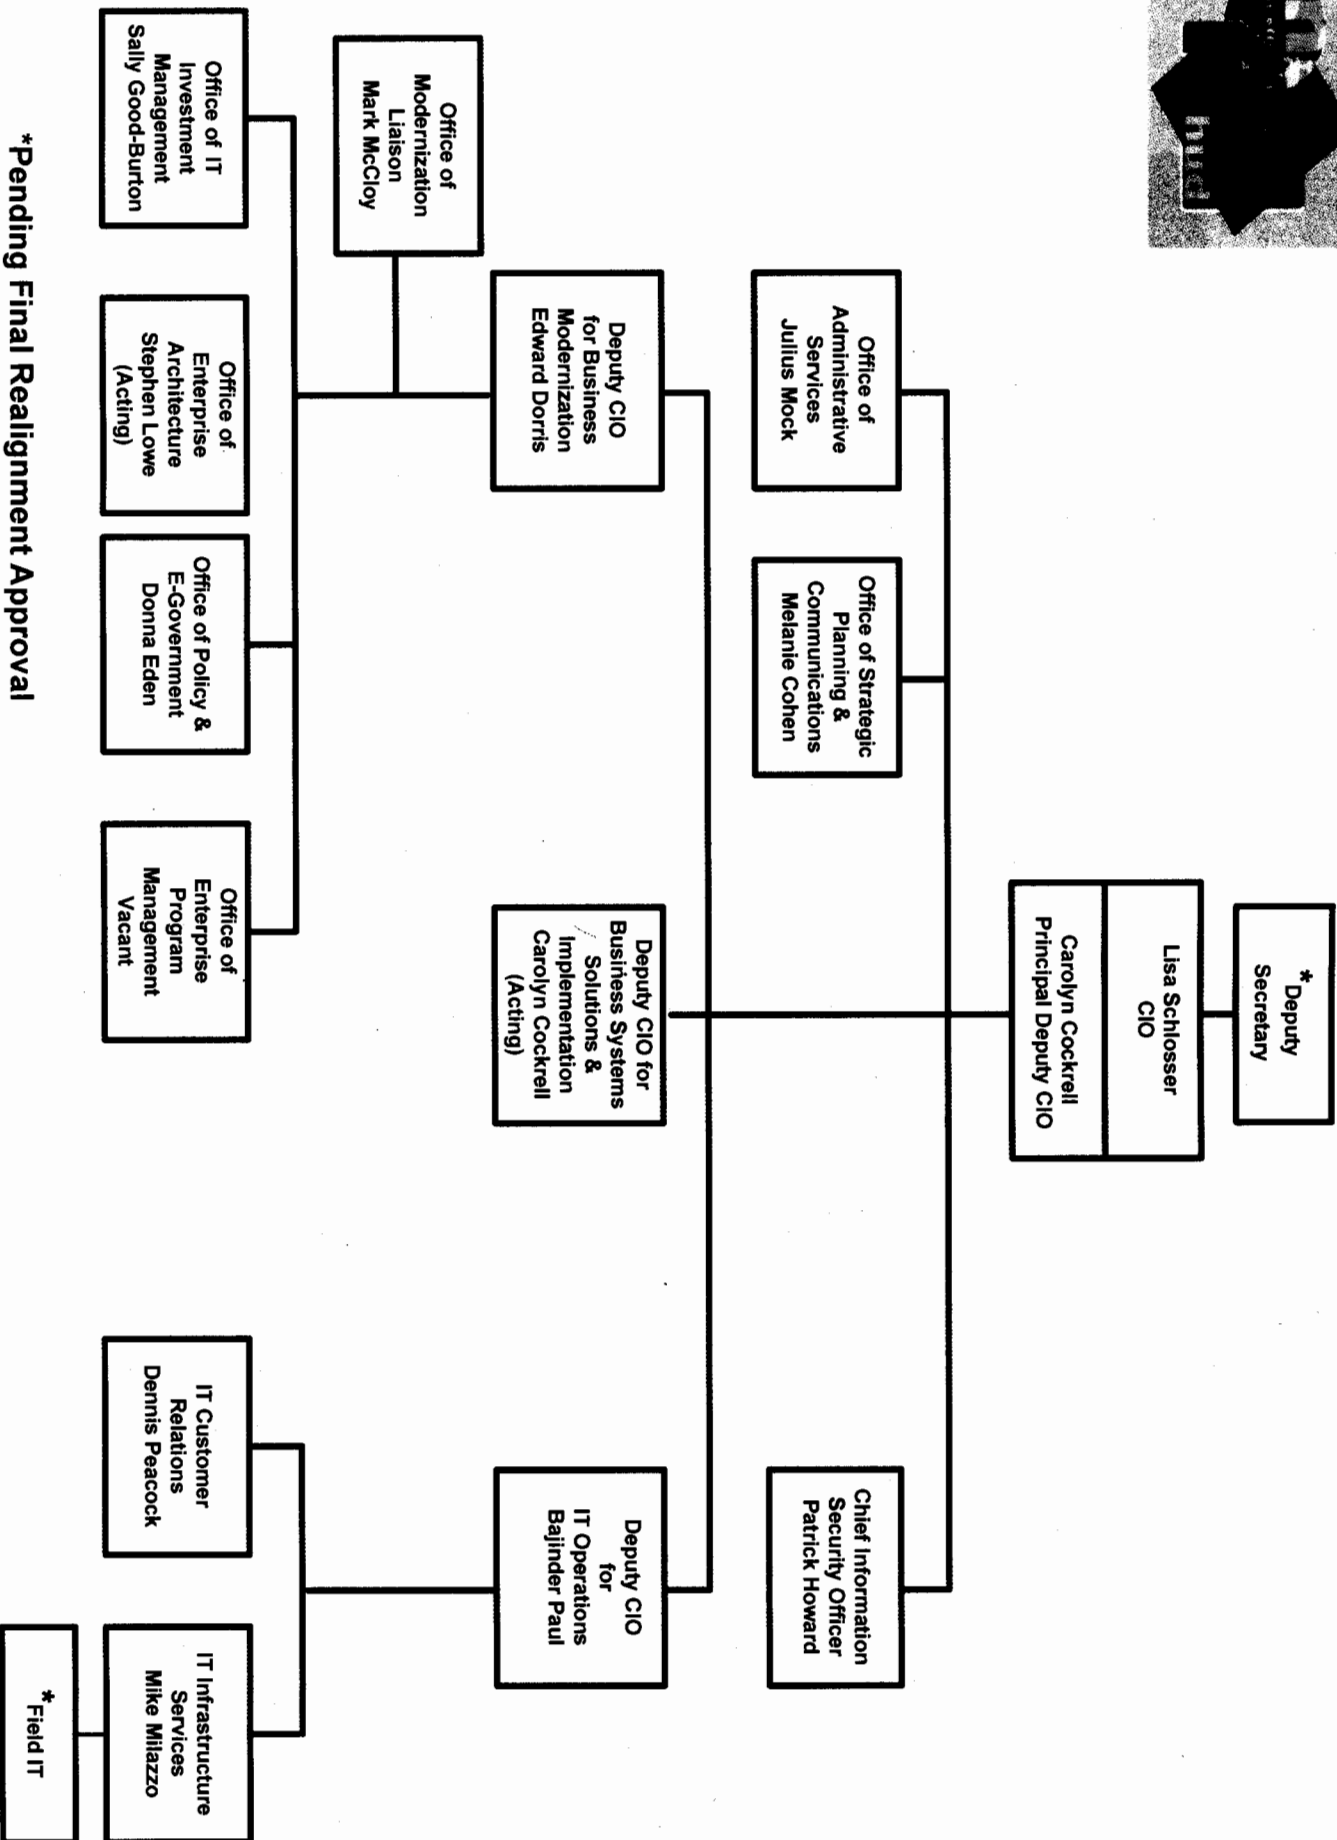 hud
*Deputy
Secretary
Lisa Schlosser
CIO
Carolyn Cockrell
Principal Deputy CIO
Office of
Administrative
Services
Julius Mock
Office of Strategic
Planning &
Communications
Melanie Cohen
Chief Information
Security Officer
Patrick Howard
Deputy CIO
for Business
Modernization
Edward Dorris
Deputy CIO for
Business Systems
Solutions &
Implementation
Carolyn Cockrell
(Acting)
Deputy CIO
for
IT Operations
Bajinder Paul
Office of
Modernization
Liaison
Mark McCloy
Office of IT
Investment
Management
Sally Good-Burton
Office of
Enterprise
Architecture
Stephen Lowe
(Acting)
Office of Policy &
E-Government
Donna Eden
Office of
Enterprise
Program
Management
Vacant
IT Customer
Relations
Dennis Peacock
IT Infrastructure
Services
Mike Milazzo
*Field IT
*Pending Final Realignment Approval